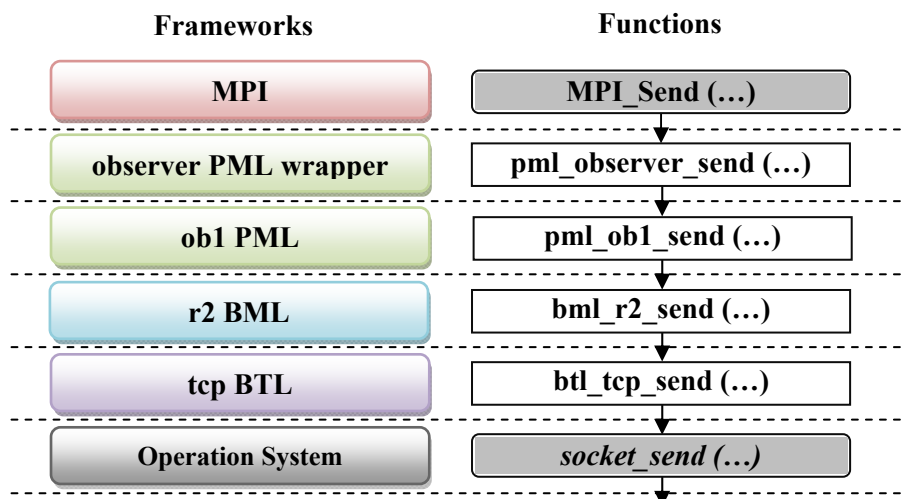 Frameworks Functions
MPI MPI_Send (…)
observer PML wrapper pml_observer_send (…)
ob1 PML pml_ob1_send (…)
r2 BML bml_r2_send (…)
tcp BTL btl_tcp_send (…)
Operation System socket_send (…)